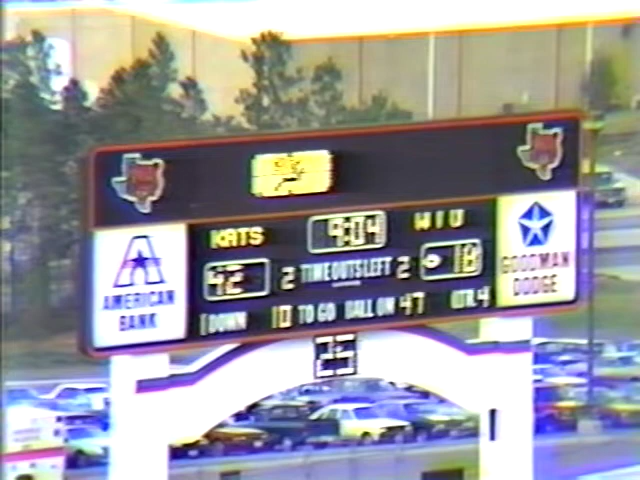 KATS 9:04 WTU
42 2 TIMEOUTS LEFT 2 18
1 DOWN 10 TO GO BALL ON 47 QTR. 4
25
AMERICAN
BANK
GOODMAN
DODGE